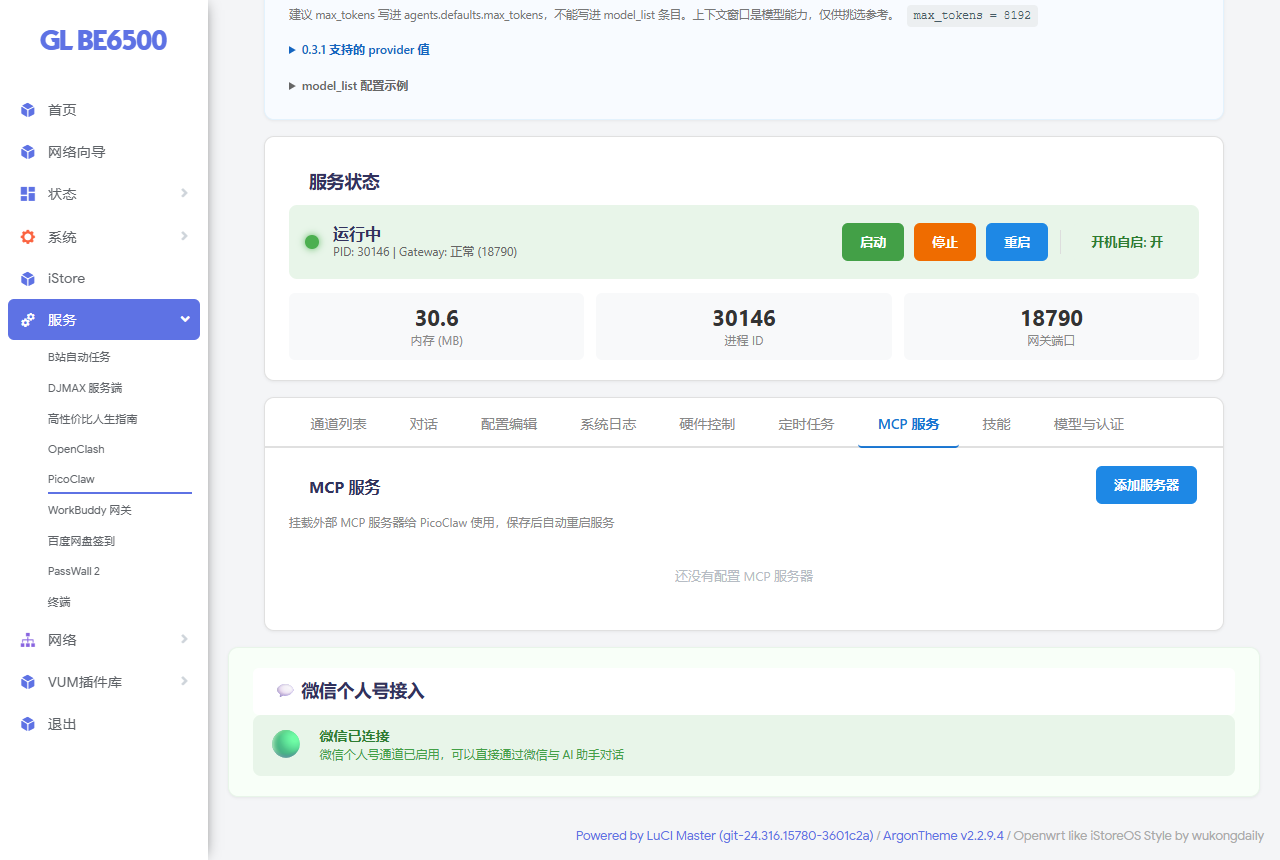 GL BE6500
首页
网络向导
状态
系统
iStore
服务
B站自动任务
DJMAX 服务端
高性价比人生指南
OpenClash
PicoClaw
WorkBuddy 网关
百度网盘签到
PassWall 2
终端
网络
VUM插件库
退出
建议 max_tokens 写进 agents.defaults.max_tokens，不能写进 model_list 条目。上下文窗口是模型能力，仅供挑选参考。 max_tokens = 8192
0.3.1 支持的 provider 值
model_list 配置示例
服务状态
运行中
PID: 30146 | Gateway: 正常 (18790)
启动 停止 重启 开机自启: 开
30.6 30146 18790
内存 (MB) 进程 ID 网关端口
通道列表 对话 配置编辑 系统日志 硬件控制 定时任务 MCP 服务 技能 模型与认证
MCP 服务 添加服务器
挂载外部 MCP 服务器给 PicoClaw 使用，保存后自动重启服务
还没有配置 MCP 服务器
微信个人号接入
微信已连接
微信个人号通道已启用，可以直接通过微信与 AI 助手对话
Powered by LuCI Master (git-24.316.15780-3601c2a) / ArgonTheme v2.2.9.4 / Openwrt like iStoreOS Style by wukongdaily